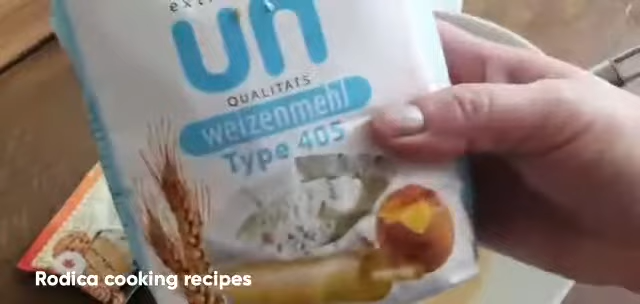 un
QUALITÄTS
weizenmehl
Type 405
Rodica cooking recipes